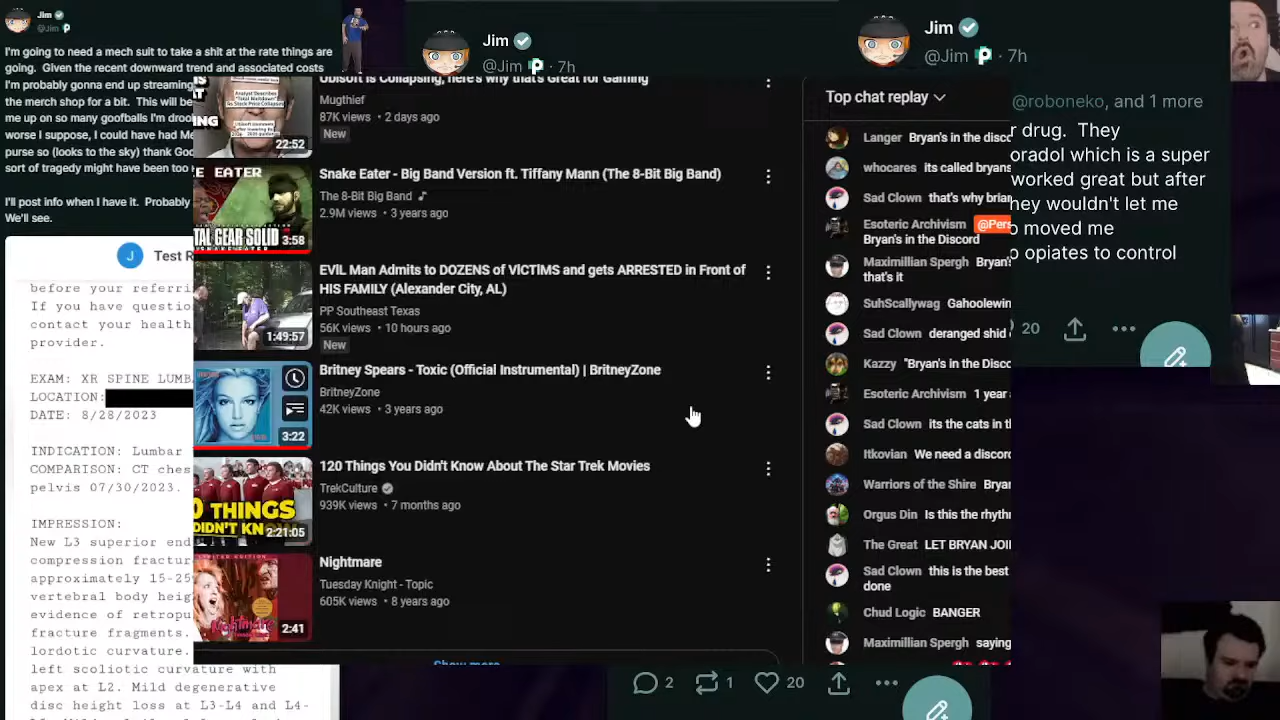 Jim
@Jim
I'm going to need a mech suit to take a shit at the rate things are
going. Given the recent downward trend and associated costs
I'm probably gonna end up streaming
the merch shop for a bit. This will be
me up on so many goofballs I'm droo
worse I suppose, I could have had Me
purse so (looks to the sky) thank God
sort of tragedy might have been too
I'll post info when I have it. Probably
We'll see.
J Test R
before your referri
If you have questio
contact your health
provider.
EXAM: XR SPINE LUMB
LOCATION:
DATE: 8/28/2023
INDICATION: Lumbar
COMPARISON: CT ches
pelvis 07/30/2023.
IMPRESSION:
New L3 superior end
compression fractur
approximately 15-25
vertebral body heig
evidence of retropu
fracture fragments.
lordotic curvature.
left scoliotic curvature with
apex at L2. Mild degenerative
disc height loss at L3-L4 and L4-
Jim
@Jim · 7h
Ubisoft is Collapsing, here's why that's Great for Gaming
Mugthief
87K views • 2 days ago
New
22:52
Snake Eater - Big Band Version ft. Tiffany Mann (The 8-Bit Big Band)
The 8-Bit Big Band
2.9M views • 3 years ago
E EATER
TAL GEAR SOLID
3:58
EViL Man Admits to DOZENS of ViCTiMS and gets ARRESTED in Front of
HIS FAMILY (Alexander City, AL)
PP Southeast Texas
56K views • 10 hours ago
New
1:49:57
Britney Spears - Toxic (Official Instrumental) | BritneyZone
BritneyZone
42K views • 3 years ago
3:22
120 Things You Didn't Know About The Star Trek Movies
TrekCulture
939K views • 7 months ago
0 THINGS
DIDN'T KN
2:21:05
Nightmare
Tuesday Knight - Topic
605K views • 8 years ago
Nightmare
2:41
Show more
Top chat replay
Langer Bryan's in the disc
whocares its called bryans
Sad Clown that's why brian
Esoteric Archivism @Pers
Bryan's in the Discord
Maximillian Spergh Bryan'
that's it
SuhScallywag Gahoolewin
Sad Clown deranged shid
Kazzy "Bryan's in the Disco
Esoteric Archivism 1 year
Sad Clown its the cats in t
Itkovian We need a discord
Warriors of the Shire Bryan
Orgus Din Is this the rhyth
The Great LET BRYAN JOI
Sad Clown this is the best
done
Chud Logic BANGER
Maximillian Spergh saying
Jim
@Jim · 7h
@roboneko, and 1 more
r drug. They
oradol which is a super
worked great but after
hey wouldn't let me
o moved me
o opiates to control
20
2 1 20